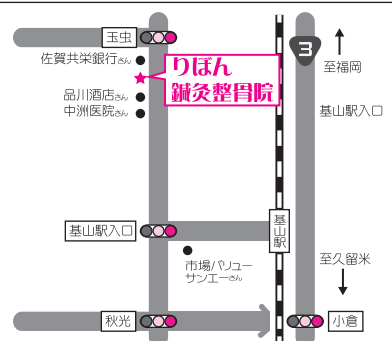 玉虫
佐賀共栄銀行さん
りぼん
鍼灸整骨院
品川酒店さん
中洲医院さん
3
至福岡
基山駅入口
基山駅入口
基山駅
市場バリュー
サンエーさん
至久留米
秋光
小倉